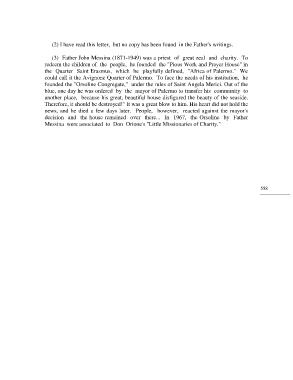 (2) I have read this letter, but no copy has been found in the Father's writings.
(3) Father John Messina (1871-1949) was a priest of great zeal and charity. To
redeem the children of the people, he founded the "Pious Work and Prayer House" in
the Quarter Saint Erasmus, which he playfully defined, "Africa of Palermo." We
could call it the Avignone Quarter of Palermo. To face the needs of his institution, he
founded the "Orsoline Congregate," under the rules of Saint Angela Merici. Out of the
blue, one day he was ordered by the mayor of Palermo to transfer his community to
another place, because his great, beautiful house disfigured the beauty of the seaside.
Therefore, it should be destroyed! It was a great blow to him. His heart did not hold the
news, and he died a few days later. People, however, reacted against the mayor's
decision and the house remained over there... In 1967, the Orsoline by Father
Messina were associated to Don Orione's "Little Missionaries of Charity."
558